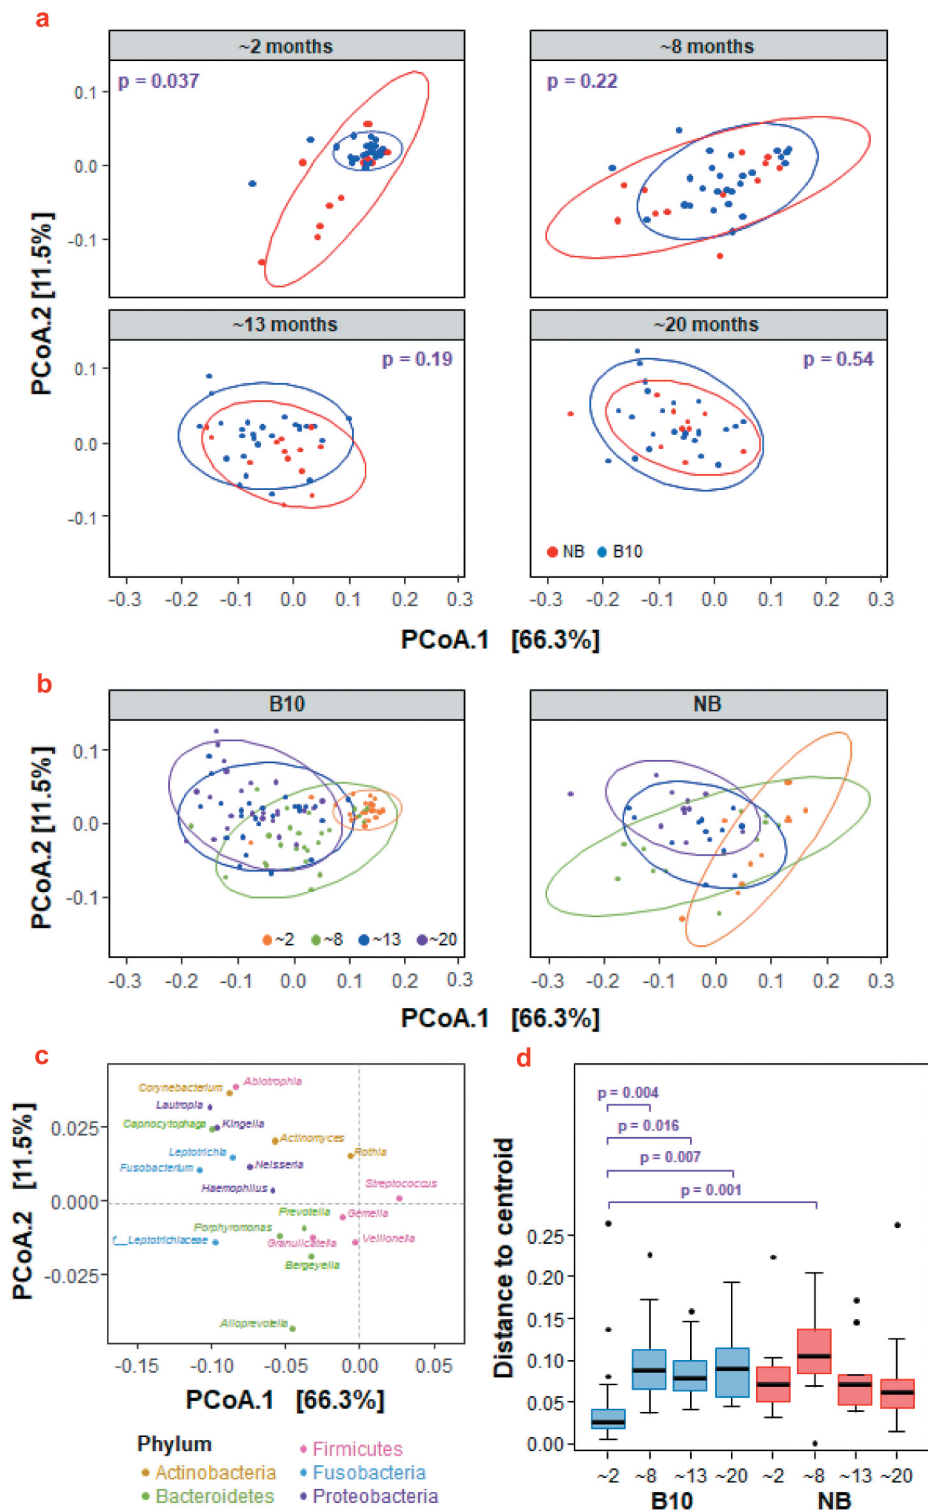 a
~2 months
~8 months
p = 0.037
p = 0.22
0.1
0.0
-0.1
~13 months
~20 months
p = 0.19
p = 0.54
0.1
0.0
-0.1
NB B10
-0.3 -0.2 -0.1 0.0 0.1 0.2 0.3
-0.3 -0.2 -0.1 0.0 0.1 0.2 0.3
PCoA.2 [11.5%]
PCoA.1 [66.3%]
b
B10
NB
0.1
0.0
-0.1
~2 ~8 ~13 ~20
-0.3 -0.2 -0.1 0.0 0.1 0.2 0.3
-0.3 -0.2 -0.1 0.0 0.1 0.2 0.3
PCoA.2 [11.5%]
PCoA.1 [66.3%]
c
Abiotrophia
Corynebacterium
Lautropia
Capnocytophaga
Kingella
Actinomyces
Leptotrichia
Rothia
Fusobacterium
Neisseria
Haemophilus
Streptococcus
Prevotella
Gemella
Porphyromonas
f__Leptotrichiaceae
Granulicatella
Veillonella
Bergeyella
Alloprevotella
0.025
0.000
-0.025
-0.15 -0.10 -0.05 0.00 0.05
PCoA.2 [11.5%]
PCoA.1 [66.3%]
Phylum
Actinobacteria
Bacteroidetes
Firmicutes
Fusobacteria
Proteobacteria
d
p = 0.004
p = 0.016
p = 0.007
p = 0.001
0.25
0.20
0.15
0.10
0.05
0.00
Distance to centroid
~2 ~8 ~13 ~20 ~2 ~8 ~13 ~20
B10 NB